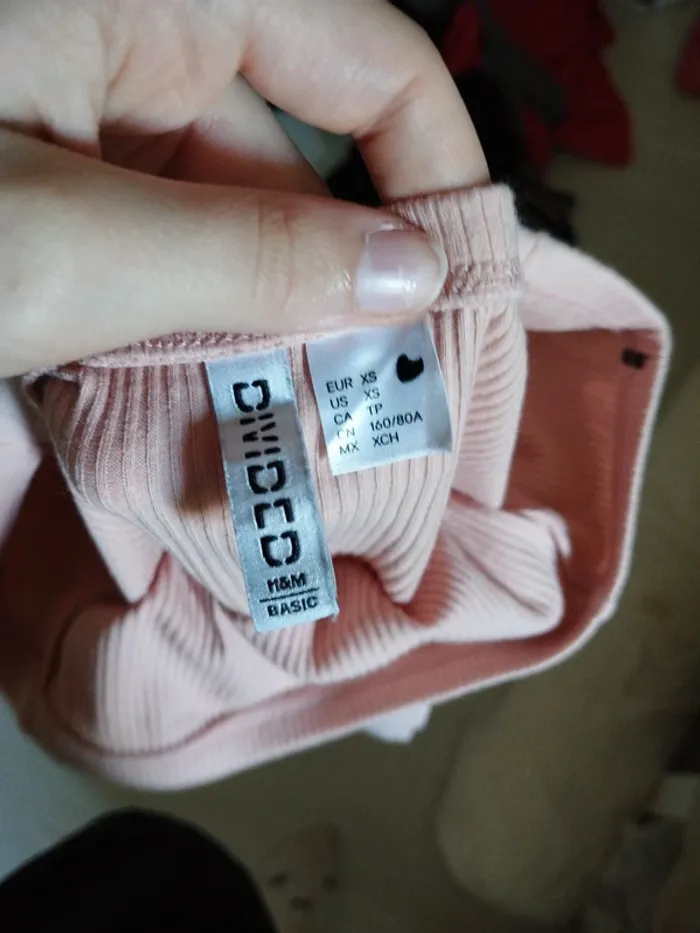 DIVIDED
H&M
BASIC
EUR XS
US XS
CA TP
CN 160/80A
MX XCH